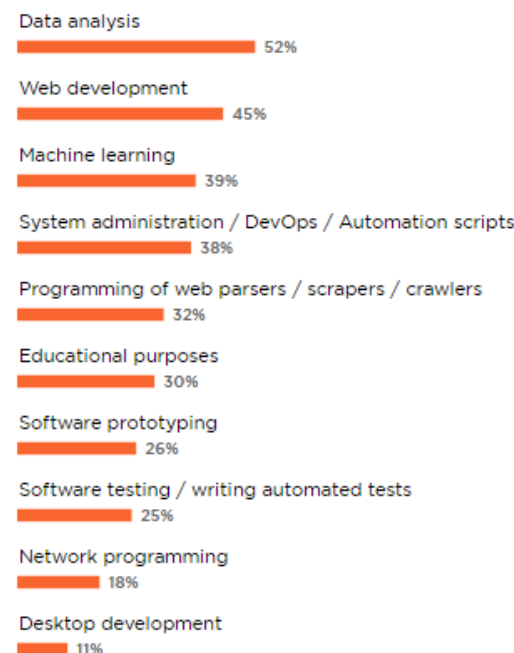 Data analysis
52%
Web development
45%
Machine learning
39%
System administration / DevOps / Automation scripts
38%
Programming of web parsers / scrapers / crawlers
32%
Educational purposes
30%
Software prototyping
26%
Software testing / writing automated tests
25%
Network programming
18%
Desktop development
11%